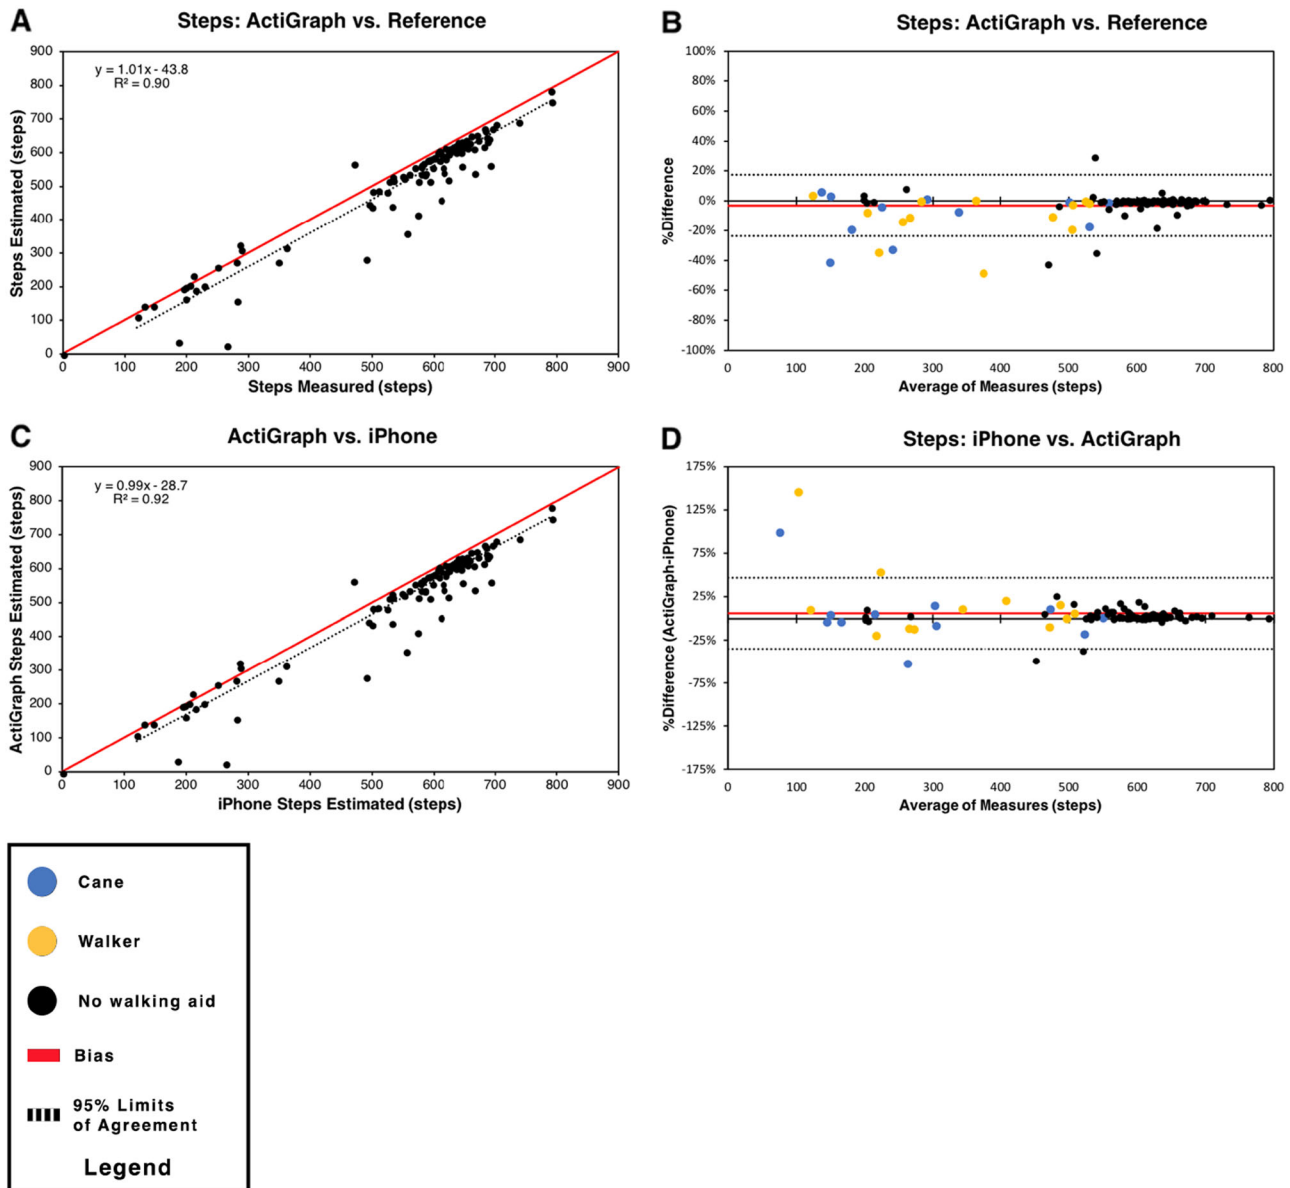 A
Steps: ActiGraph vs. Reference
y = 1.01x - 43.8
R² = 0.90
Steps Estimated (steps)
900
800
700
600
500
400
300
200
100
0
0 100 200 300 400 500 600 700 800 900
Steps Measured (steps)
B
Steps: ActiGraph vs. Reference
%Difference
100%
80%
60%
40%
20%
0%
-20%
-40%
-60%
-80%
-100%
0 100 200 300 400 500 600 700 800
Average of Measures (steps)
C
ActiGraph vs. iPhone
y = 0.99x - 28.7
R² = 0.92
ActiGraph Steps Estimated (steps)
900
800
700
600
500
400
300
200
100
0
0 100 200 300 400 500 600 700 800 900
iPhone Steps Estimated (steps)
D
Steps: iPhone vs. ActiGraph
%Difference (ActiGraph-iPhone)
175%
125%
75%
25%
-25%
-75%
-125%
-175%
0 100 200 300 400 500 600 700 800
Average of Measures (steps)
Cane
Walker
No walking aid
Bias
95% Limits
of Agreement
Legend